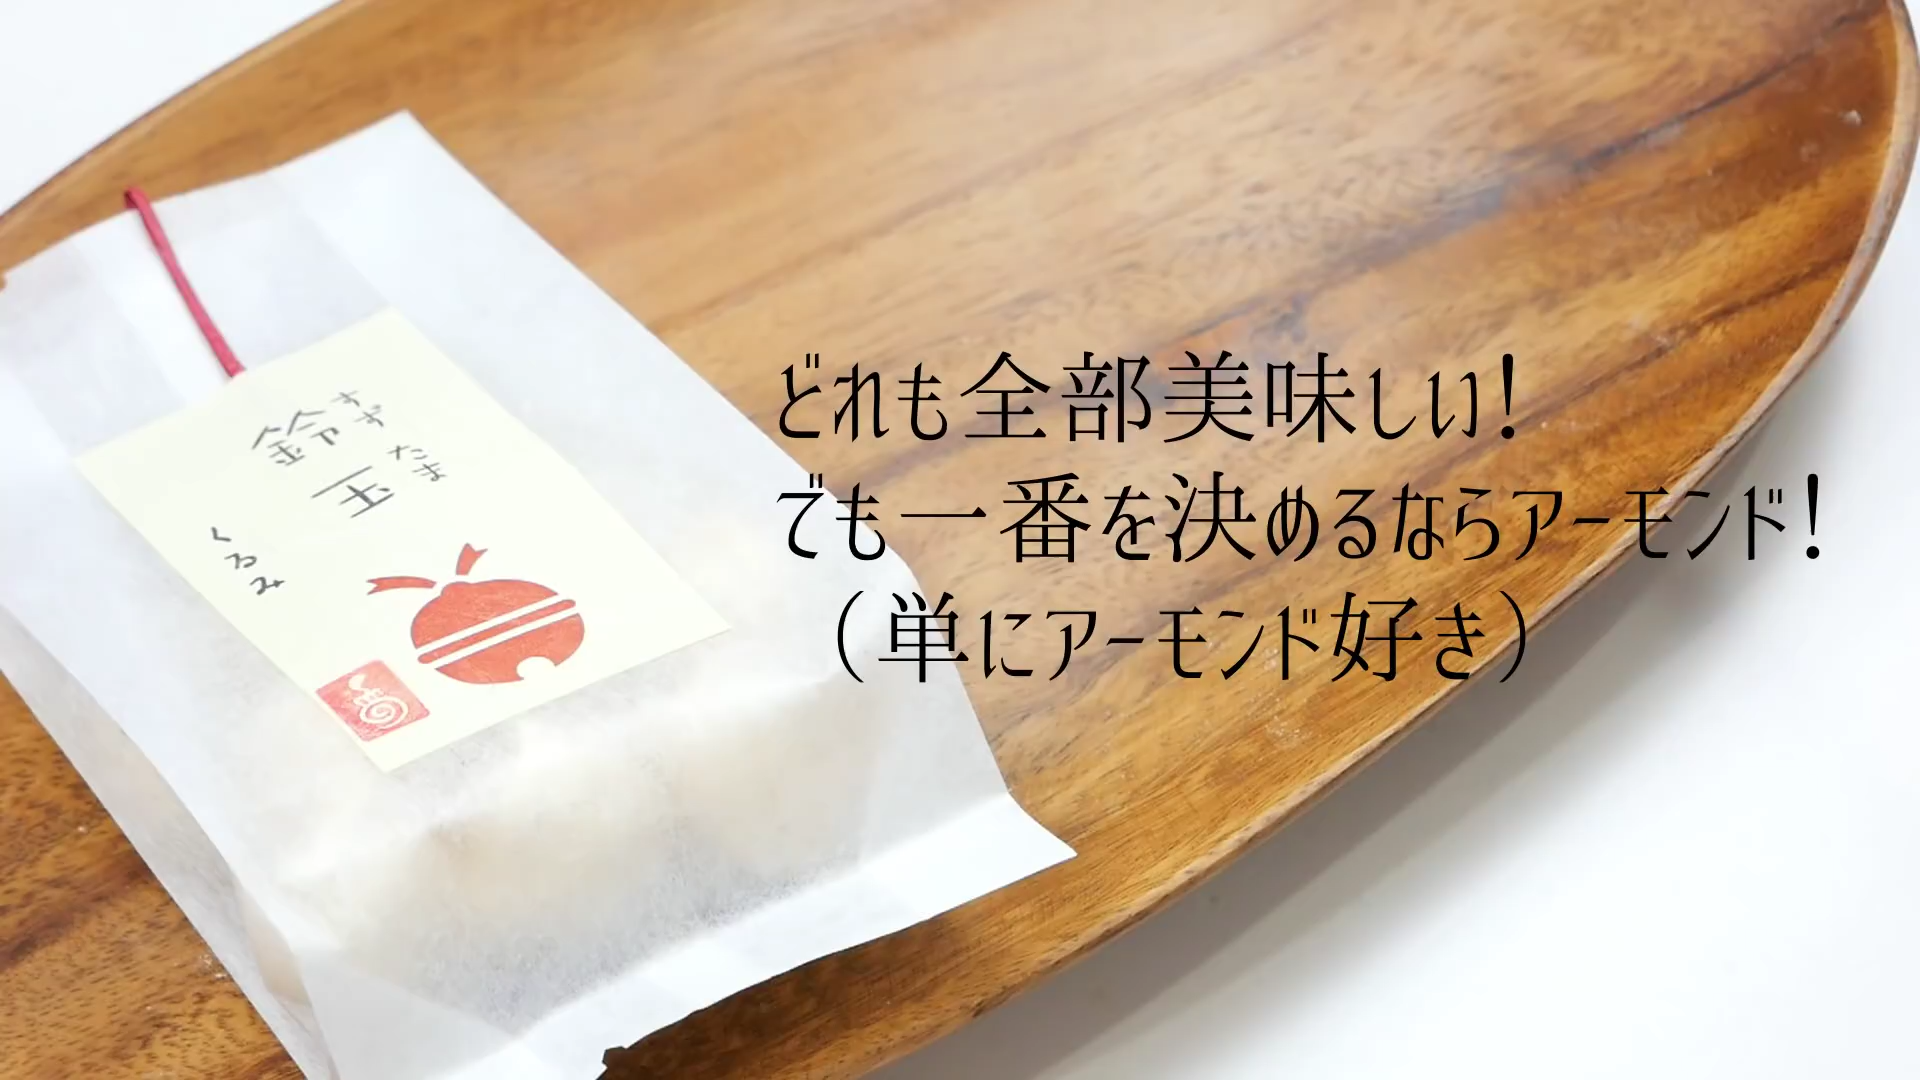 どれも全部美味しい!
でも一番を決めるならアーモンド!
(単にアーモンド好き)
鈴玉
すず
たま
くるみ